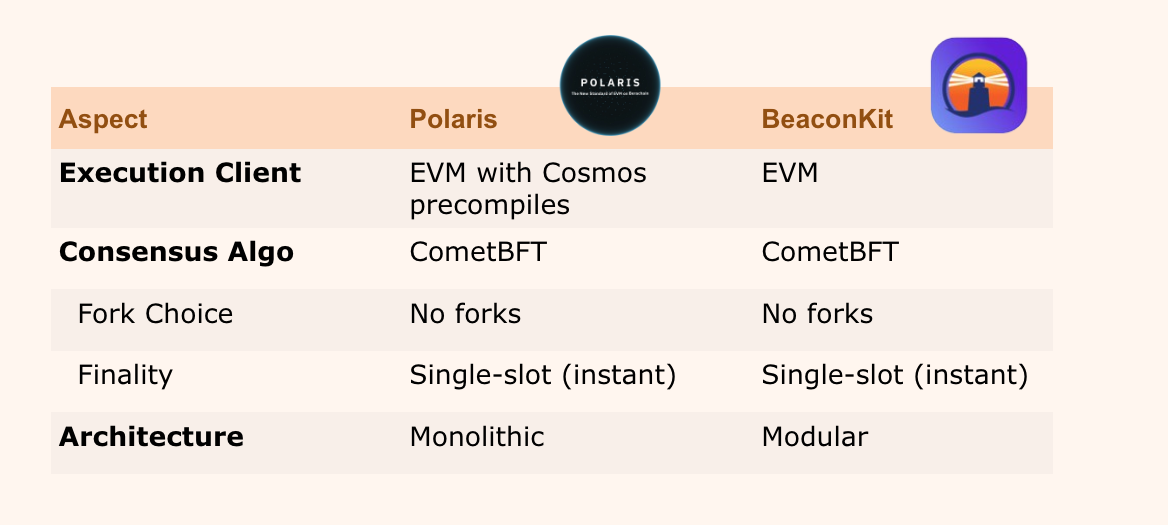 POLARIS
The New Standard of EVM on Berachain
Aspect Polaris BeaconKit
Execution Client EVM with Cosmos EVM
precompiles
Consensus Algo CometBFT CometBFT
Fork Choice No forks No forks
Finality Single-slot (instant) Single-slot (instant)
Architecture Monolithic Modular